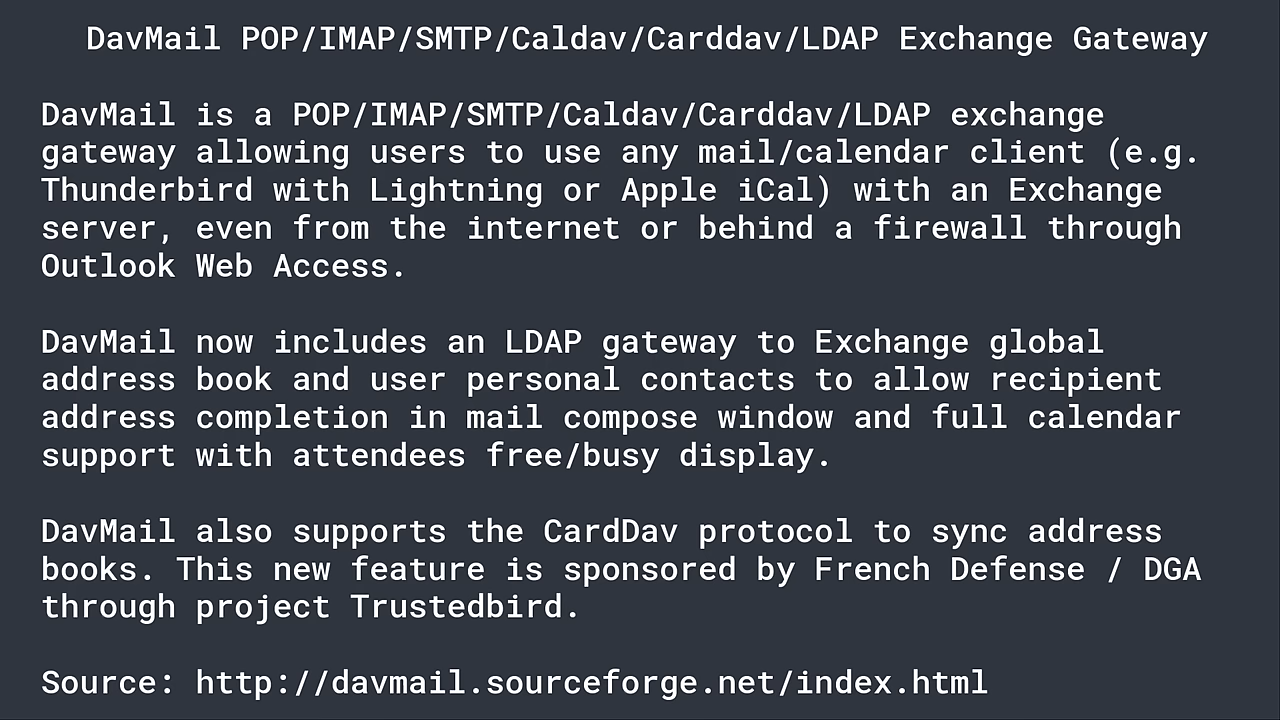 DavMail POP/IMAP/SMTP/Caldav/Carddav/LDAP Exchange Gateway
DavMail is a POP/IMAP/SMTP/Caldav/Carddav/LDAP exchange
gateway allowing users to use any mail/calendar client (e.g.
Thunderbird with Lightning or Apple iCal) with an Exchange
server, even from the internet or behind a firewall through
Outlook Web Access.
DavMail now includes an LDAP gateway to Exchange global
address book and user personal contacts to allow recipient
address completion in mail compose window and full calendar
support with attendees free/busy display.
DavMail also supports the CardDav protocol to sync address
books. This new feature is sponsored by French Defense / DGA
through project Trustedbird.
Source: http://davmail.sourceforge.net/index.html